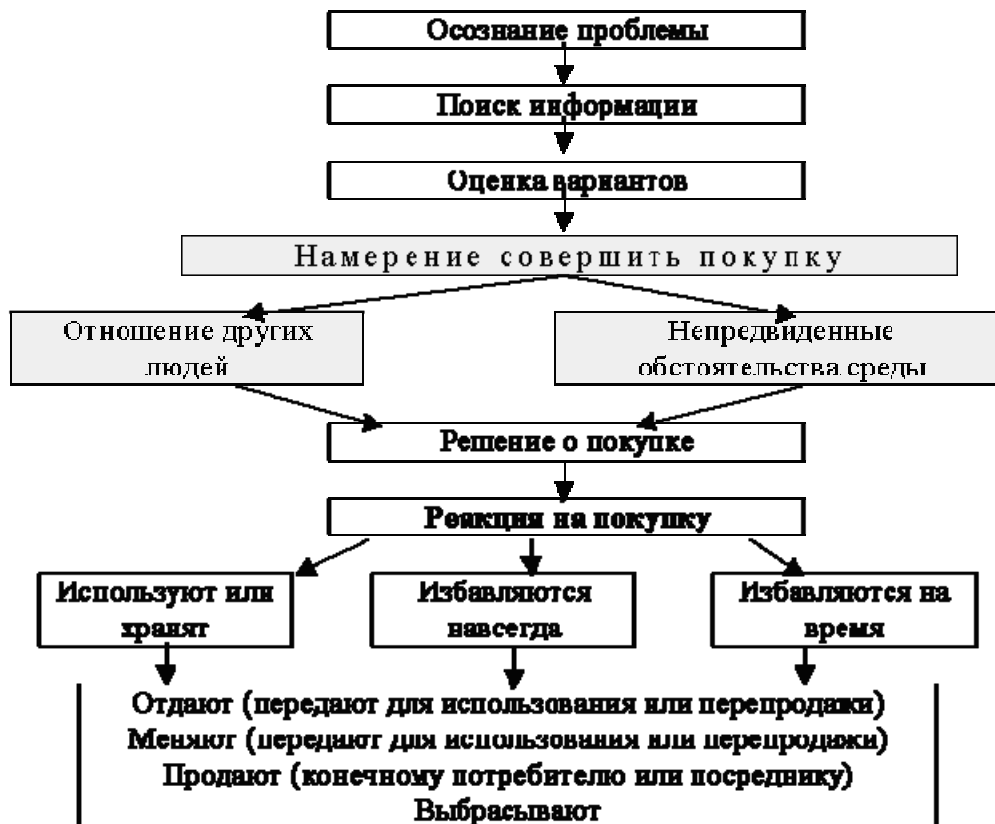 Осознание проблемы
Поиск информации
Оценка вариантов
Намерение совершить покупку
Отношение других
людей
Непредвиденные
обстоятельства среды
Решение о покупке
Реакция на покупку
Используют или
хранят
Избавляются
навсегда
Избавляются на
время
Отдают (передают для использования или перепродажи)
Меняют (передают для использования или перепродажи)
Продают (конечному потребителю или посреднику)
Выбрасывают